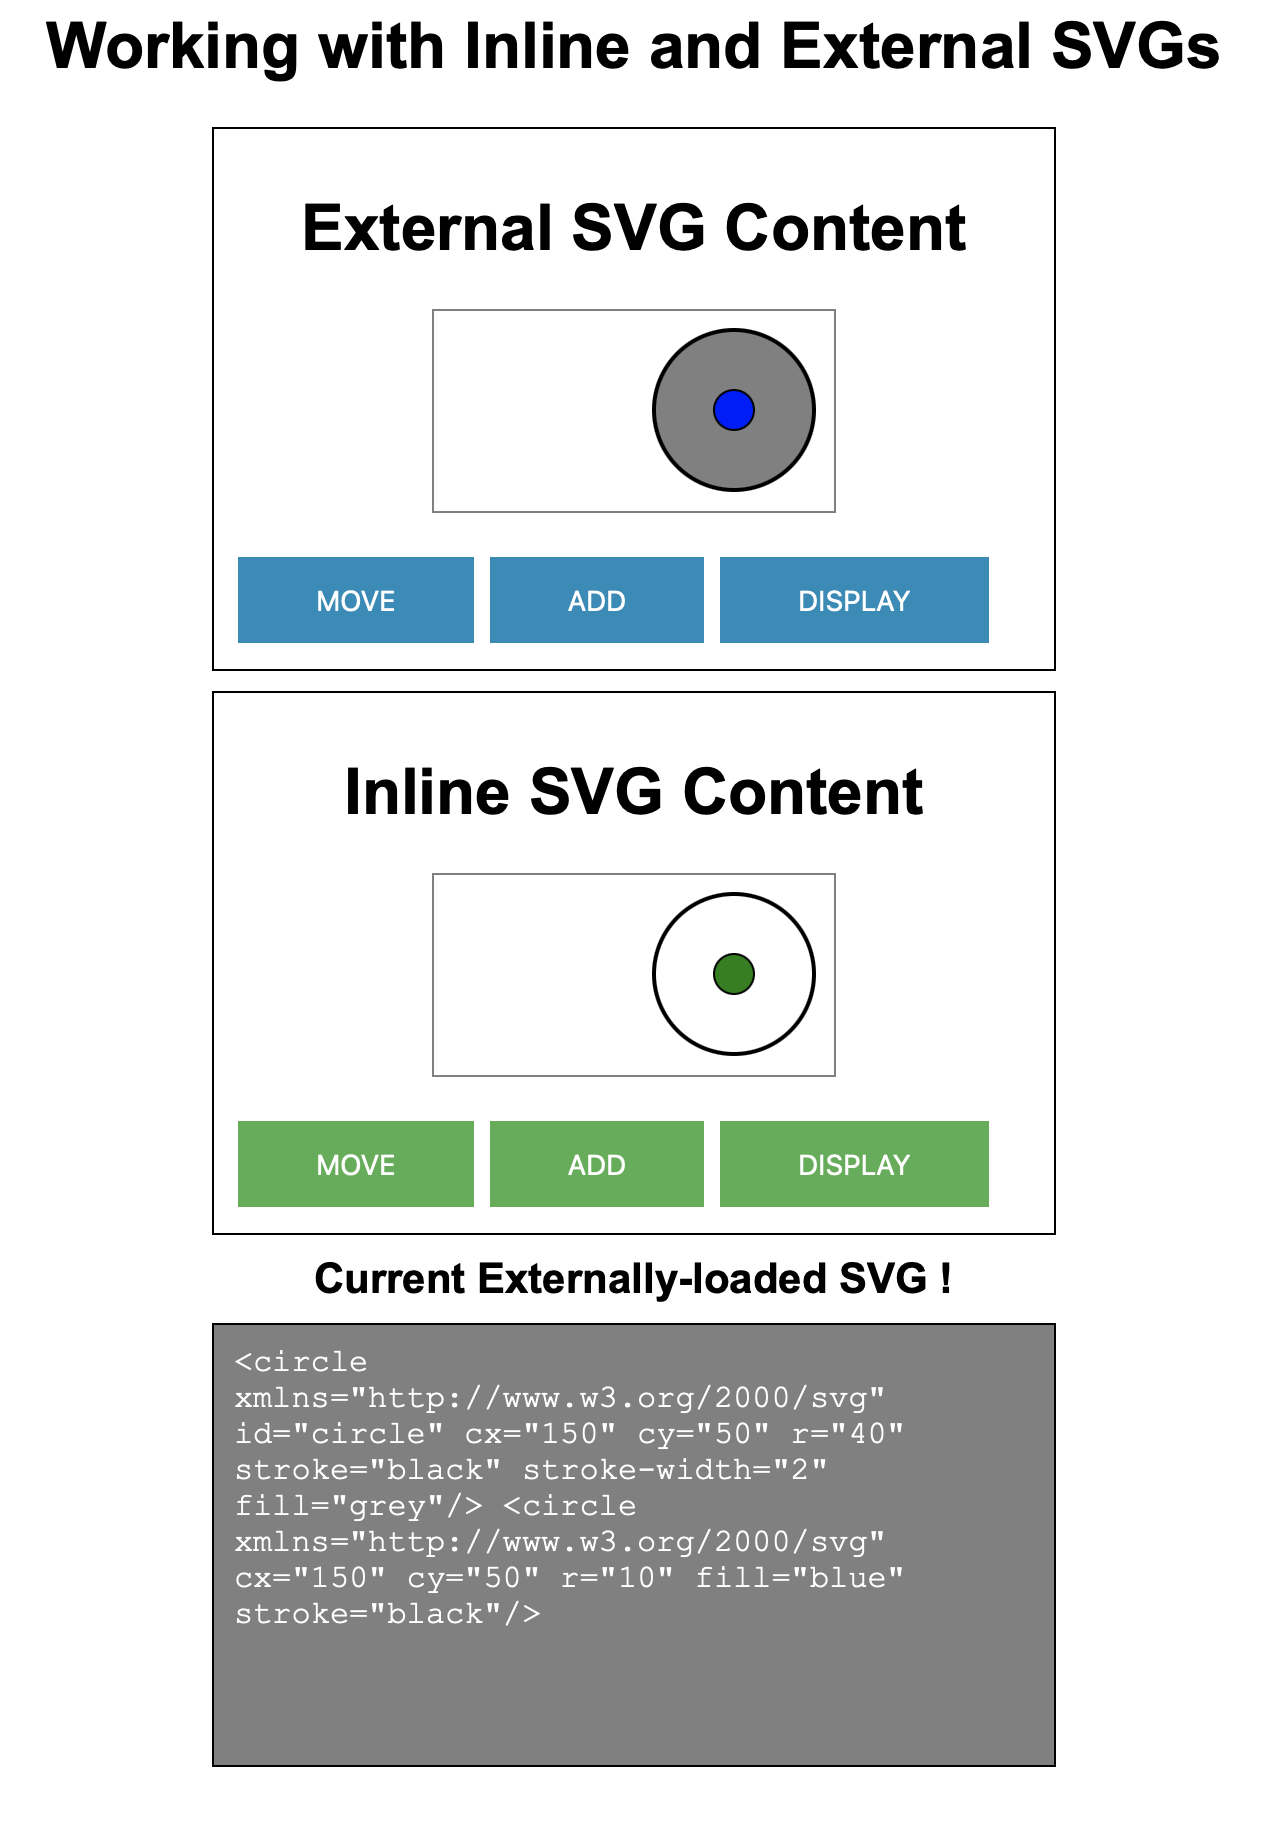 Working with Inline and External SVGs
External SVG Content
MOVE ADD DISPLAY
Inline SVG Content
MOVE ADD DISPLAY
Current Externally-loaded SVG !
<circle
xmlns="http://www.w3.org/2000/svg"
id="circle" cx="150" cy="50" r="40"
stroke="black" stroke-width="2"
fill="grey"/> <circle
xmlns="http://www.w3.org/2000/svg"
cx="150" cy="50" r="10" fill="blue"
stroke="black"/>